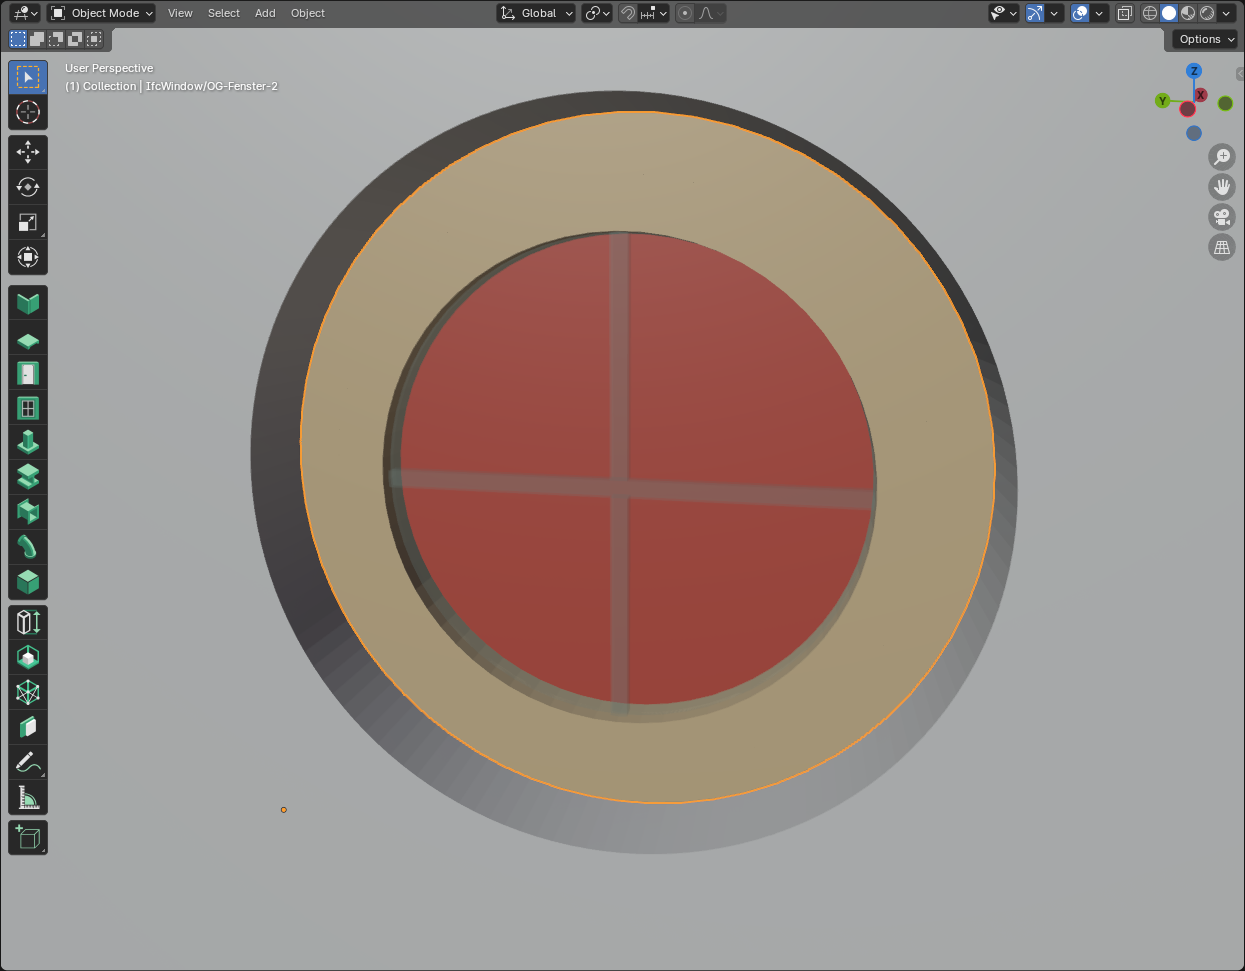 Object Mode View Select Add Object Global
Options
User Perspective
(1) Collection | IfcWindow/OG-Fenster-2
Z
Y X